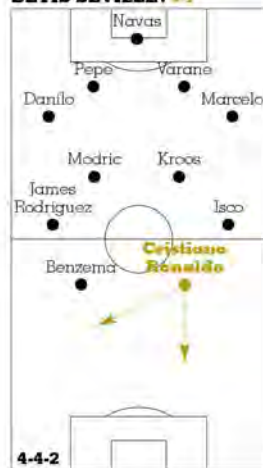 Navas
Pepe Varane
Danilo Marcelo
Modric Kroos
James
Rodriguez Isco
Cristiano
Benzema Ronaldo
4-4-2